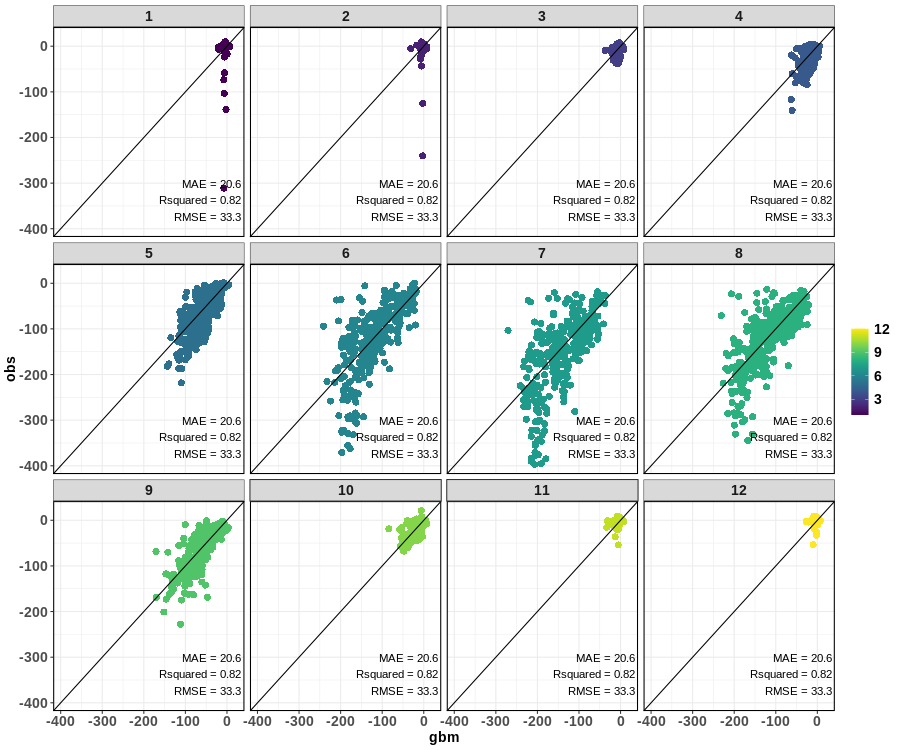 1 2 3 4
0
-100
-200
-300
-400
MAE = 20.6 MAE = 20.6 MAE = 20.6 MAE = 20.6
Rsquared = 0.82 Rsquared = 0.82 Rsquared = 0.82 Rsquared = 0.82
RMSE = 33.3 RMSE = 33.3 RMSE = 33.3 RMSE = 33.3
5 6 7 8
0
-100
-200
-300
-400
MAE = 20.6 MAE = 20.6 MAE = 20.6 MAE = 20.6
Rsquared = 0.82 Rsquared = 0.82 Rsquared = 0.82 Rsquared = 0.82
RMSE = 33.3 RMSE = 33.3 RMSE = 33.3 RMSE = 33.3
obs
12
9
6
3
9 10 11 12
0
-100
-200
-300
-400
MAE = 20.6 MAE = 20.6 MAE = 20.6 MAE = 20.6
Rsquared = 0.82 Rsquared = 0.82 Rsquared = 0.82 Rsquared = 0.82
RMSE = 33.3 RMSE = 33.3 RMSE = 33.3 RMSE = 33.3
-400 -300 -200 -100 0 -400 -300 -200 -100 0 -400 -300 -200 -100 0 -400 -300 -200 -100 0
gbm